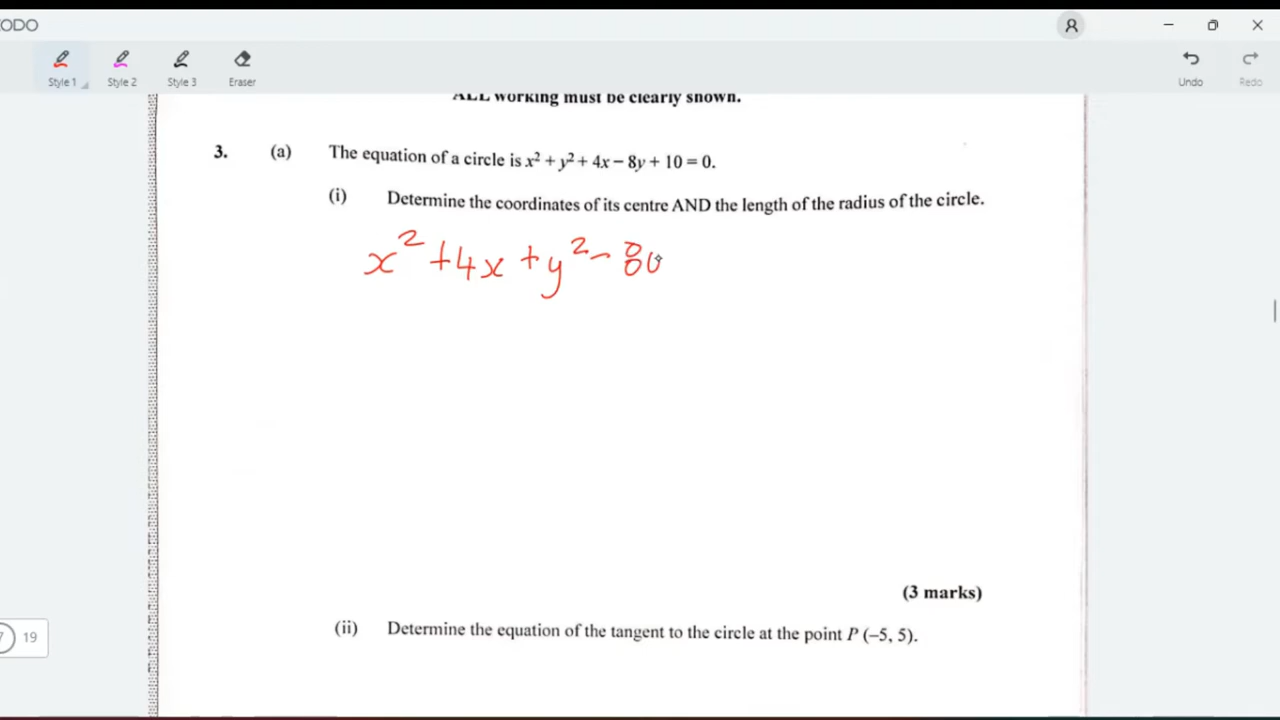 ODO
Style 1
Style 2
Style 3
Eraser
Undo
Redo
ALL working must be clearly shown.
3. (a) The equation of a circle is x² + y² + 4x – 8y + 10 = 0.
(i) Determine the coordinates of its centre AND the length of the radius of the circle.
x² + 4x + y² – 8
(3 marks)
(ii) Determine the equation of the tangent to the circle at the point P (–5, 5).
19